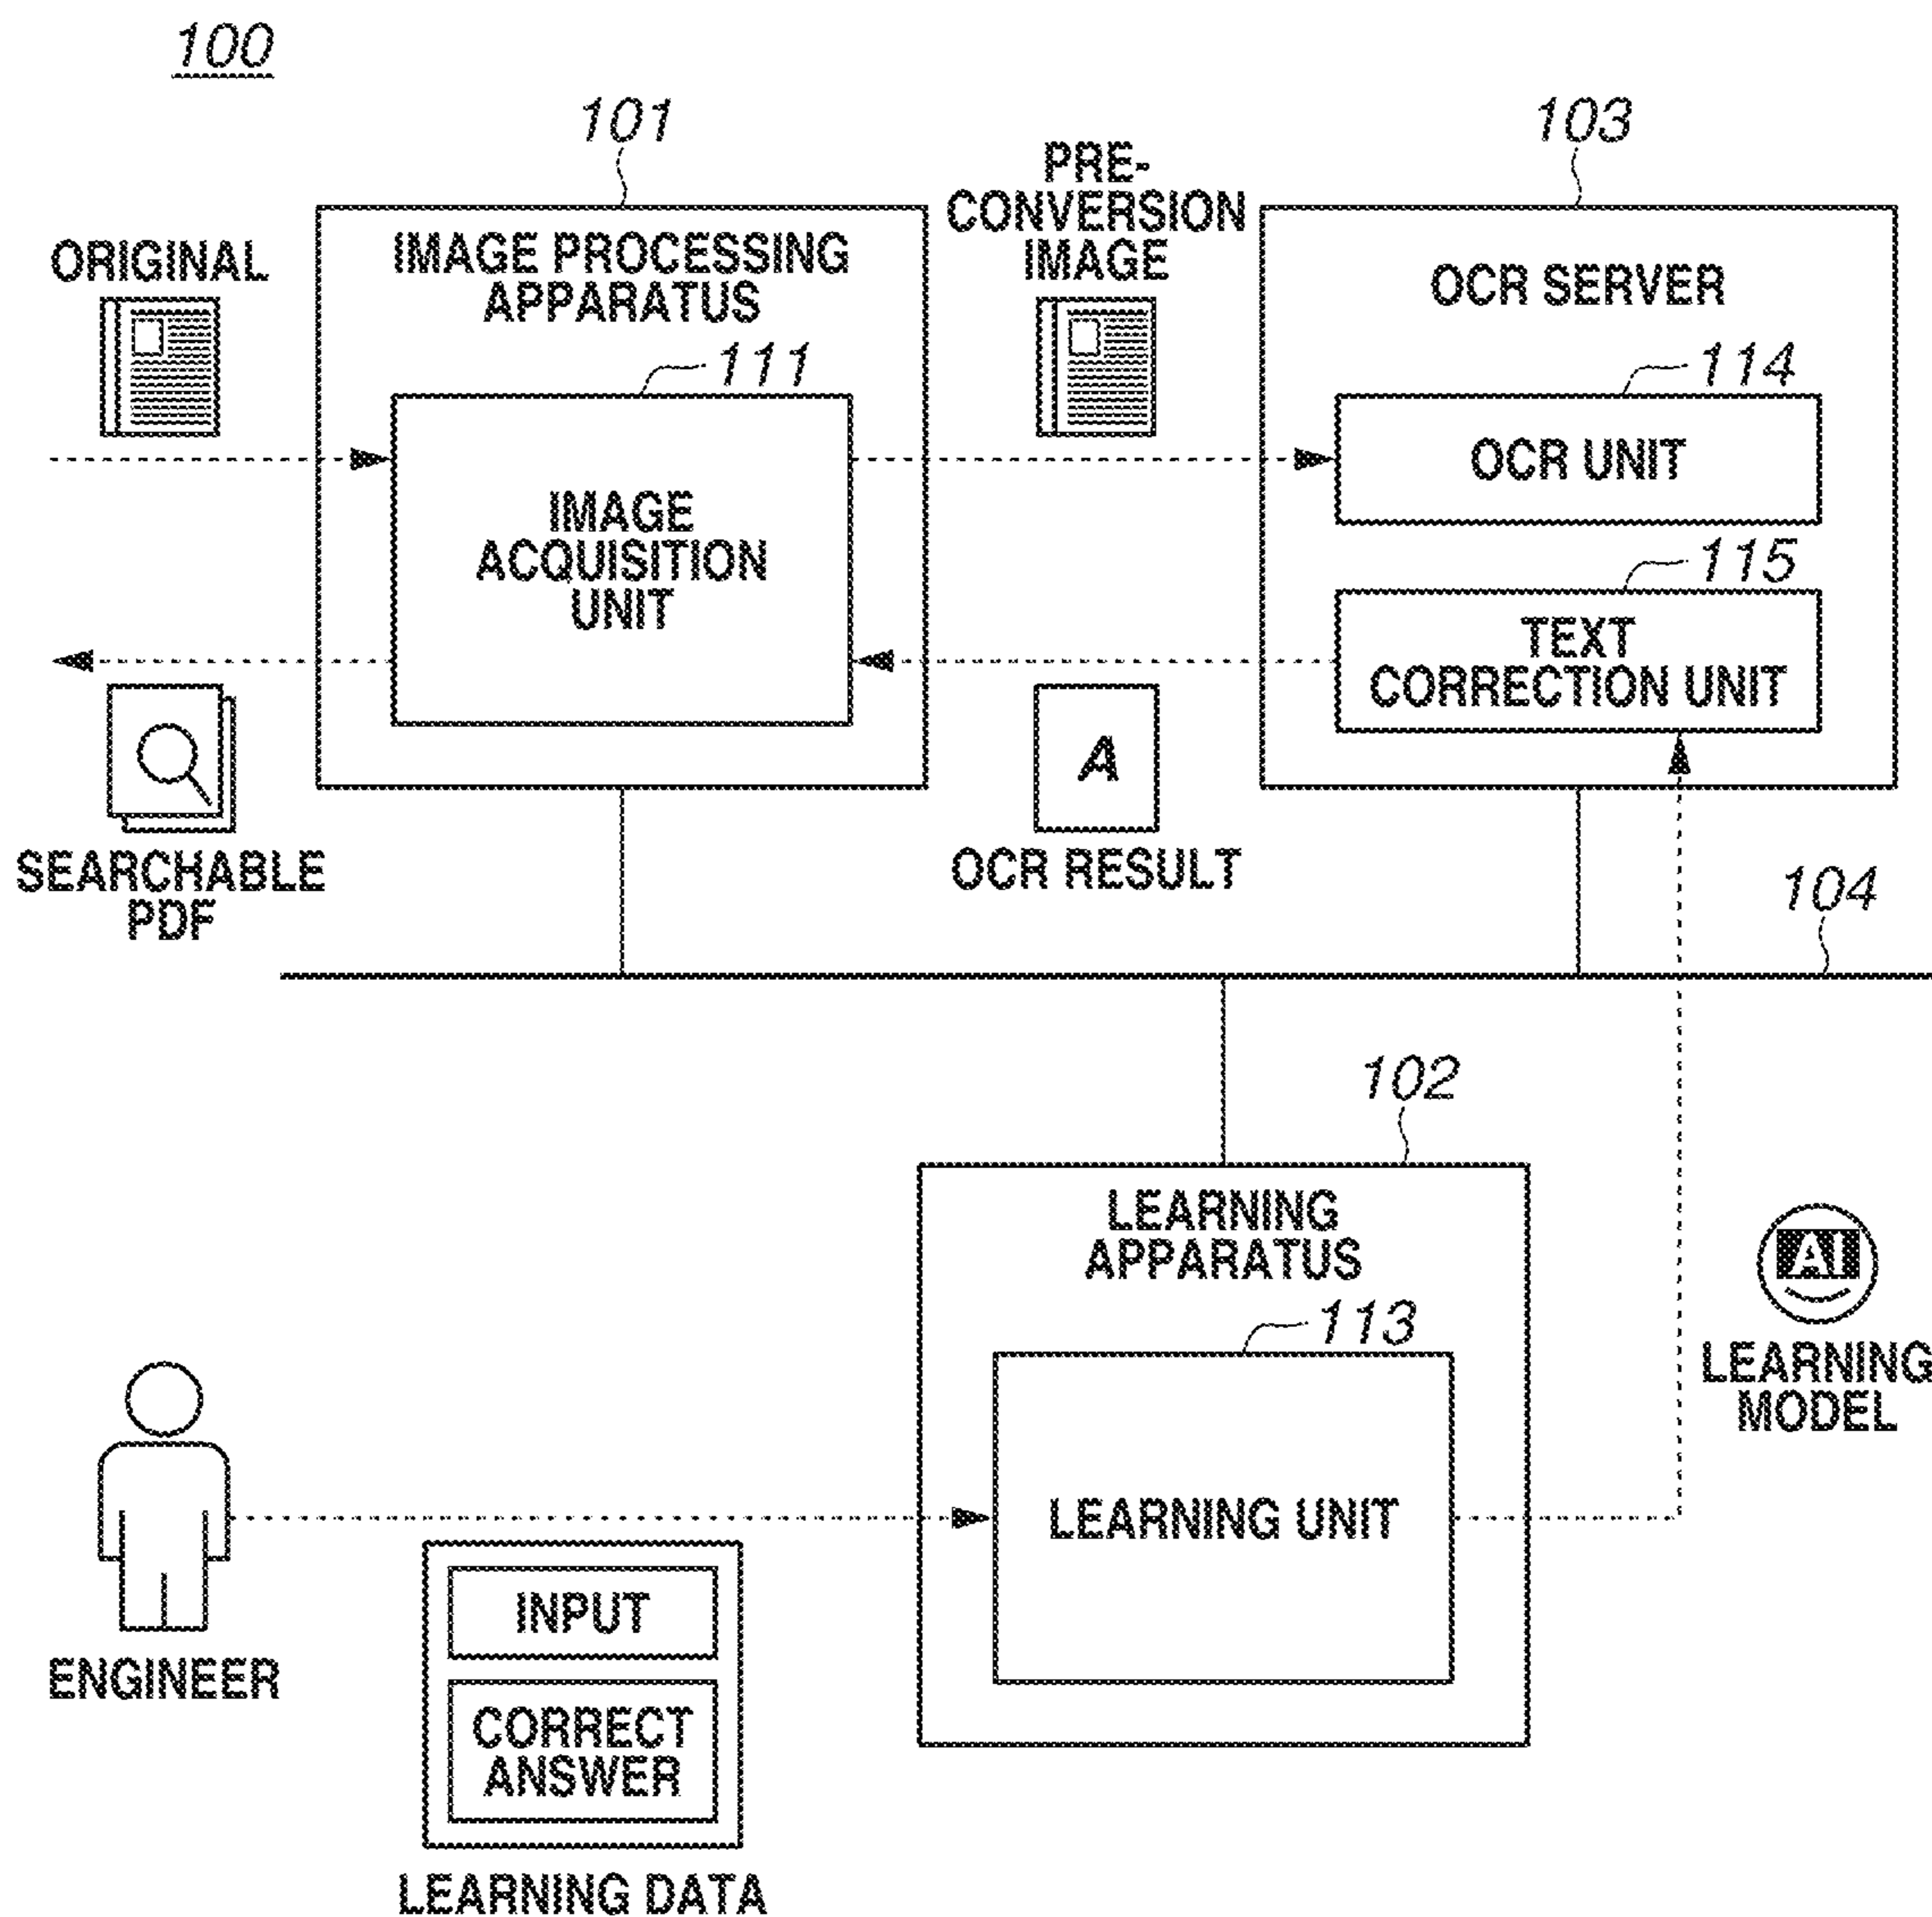 100
101
103
ORIGINAL
IMAGE PROCESSING
APPARATUS
111
IMAGE
ACQUISITION
UNIT
PRE-
CONVERSION
IMAGE
OCR SERVER
114
OCR UNIT
115
TEXT
CORRECTION UNIT
SEARCHABLE
PDF
A
OCR RESULT
104
102
LEARNING
APPARATUS
113
LEARNING UNIT
AI
LEARNING
MODEL
ENGINEER
INPUT
CORRECT
ANSWER
LEARNING DATA